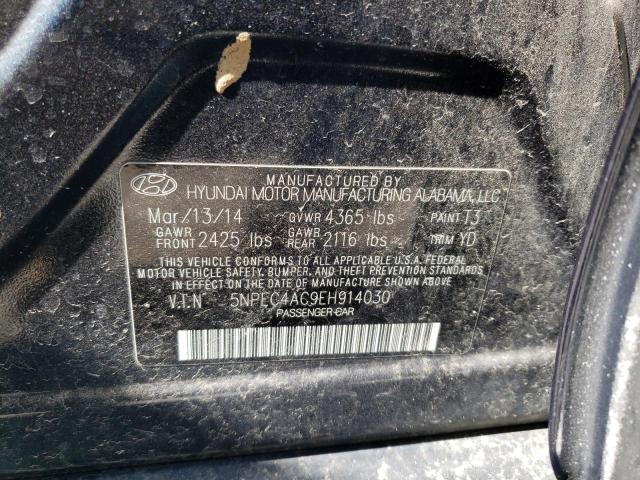 MANUFACTURED BY
HYUNDAI MOTOR MANUFACTURING ALABAMA, LLC
Mar/13/14 GVWR 4365 lbs PAINT T3
GAWR FRONT 2425 lbs GAWR REAR 2116 lbs TRIM YD
THIS VEHICLE CONFORMS TO ALL APPLICABLE U.S. FEDERAL
MOTOR VEHICLE SAFETY, BUMPER, AND THEFT PREVENTION STANDARDS
IN EFFECT ON THE DATE OF MANUFACTURE SHOWN ABOVE.
V.I.N 5NPEC4AC9EH914030
PASSENGER CAR